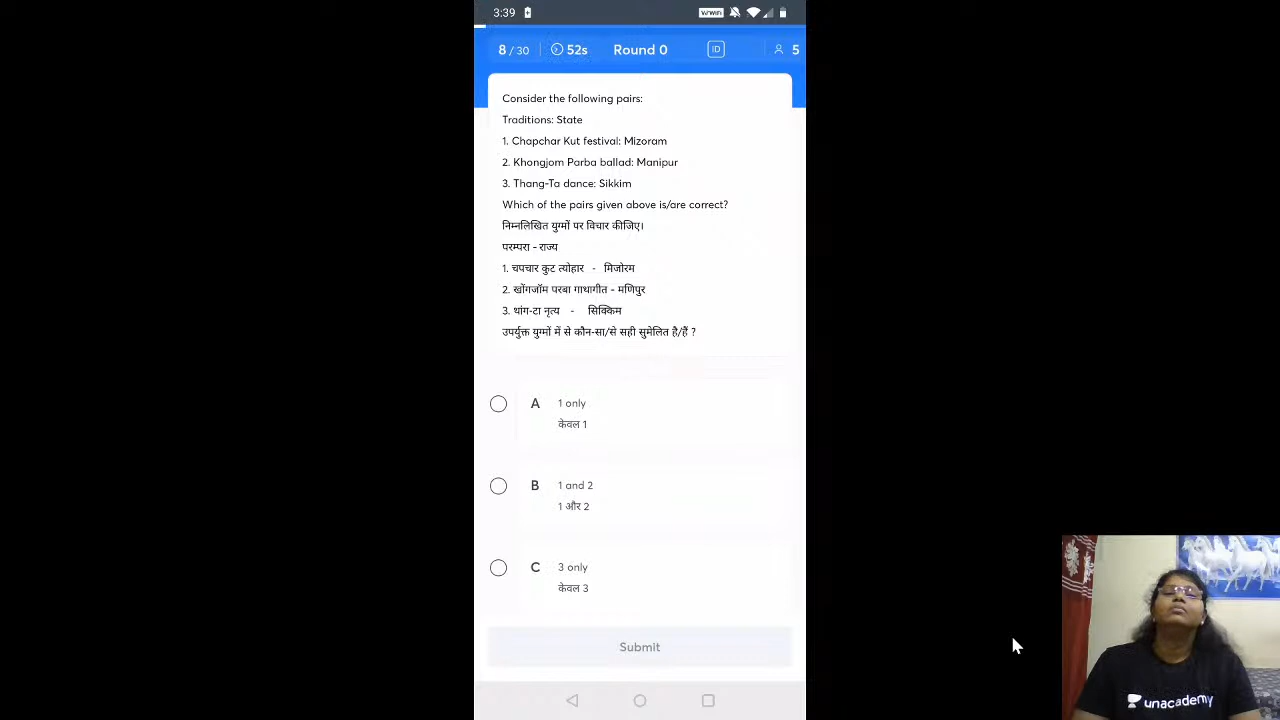 3:39
VoWiFi
8 / 30
52s
Round 0
ID
5
Consider the following pairs:
Traditions: State
1. Chapchar Kut festival: Mizoram
2. Khongjom Parba ballad: Manipur
3. Thang-Ta dance: Sikkim
Which of the pairs given above is/are correct?
निम्नलिखित युग्मों पर विचार कीजिए।
परम्परा - राज्य
1. चपचार कुट त्योहार - मिजोरम
2. खोंगजॉम परबा गाथागीत - मणिपुर
3. थांग-टा नृत्य - सिक्किम
उपर्युक्त युग्मों में से कौन-सा/से सही सुमेलित है/हैं ?
A 1 only
केवल 1
B 1 and 2
1 और 2
C 3 only
केवल 3
Submit
unacademy